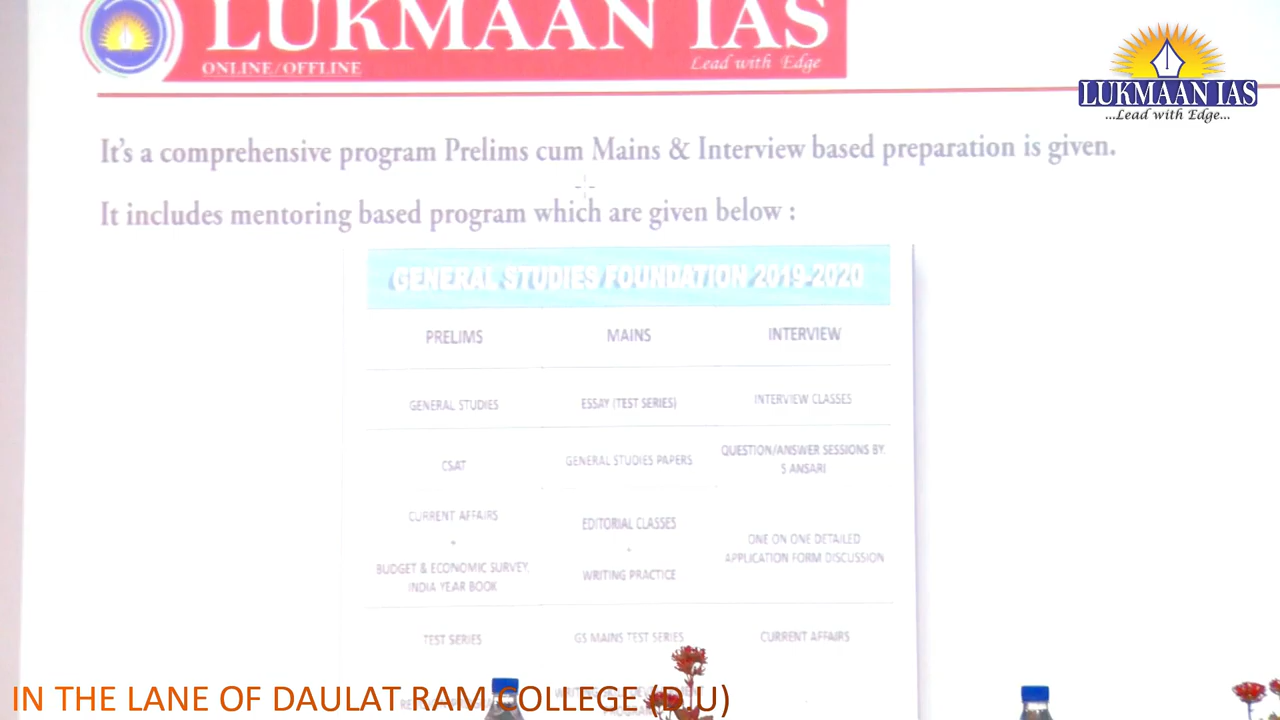 LUKMAAN IAS
ONLINE/OFFLINE
Lead with Edge
LUKMAAN IAS
...Lead with Edge...
It's a comprehensive program Prelims cum Mains & Interview based preparation is given.
It includes mentoring based program which are given below :
GENERAL STUDIES FOUNDATION 2019-2020
PRELIMS MAINS INTERVIEW
GENERAL STUDIES ESSAY (TEST SERIES) INTERVIEW CLASSES
CSAT GENERAL STUDIES PAPERS QUESTION/ANSWER SESSIONS BY
S ANSARI
CURRENT AFFAIRS
+
BUDGET & ECONOMIC SURVEY,
INDIA YEAR BOOK
EDITORIAL CLASSES
+
WRITING PRACTICE
ONE ON ONE DETAILED
APPLICATION FORM DISCUSSION
TEST SERIES GS MAINS TEST SERIES CURRENT AFFAIRS
IN THE LANE OF DAULAT RAM COLLEGE (D.U)